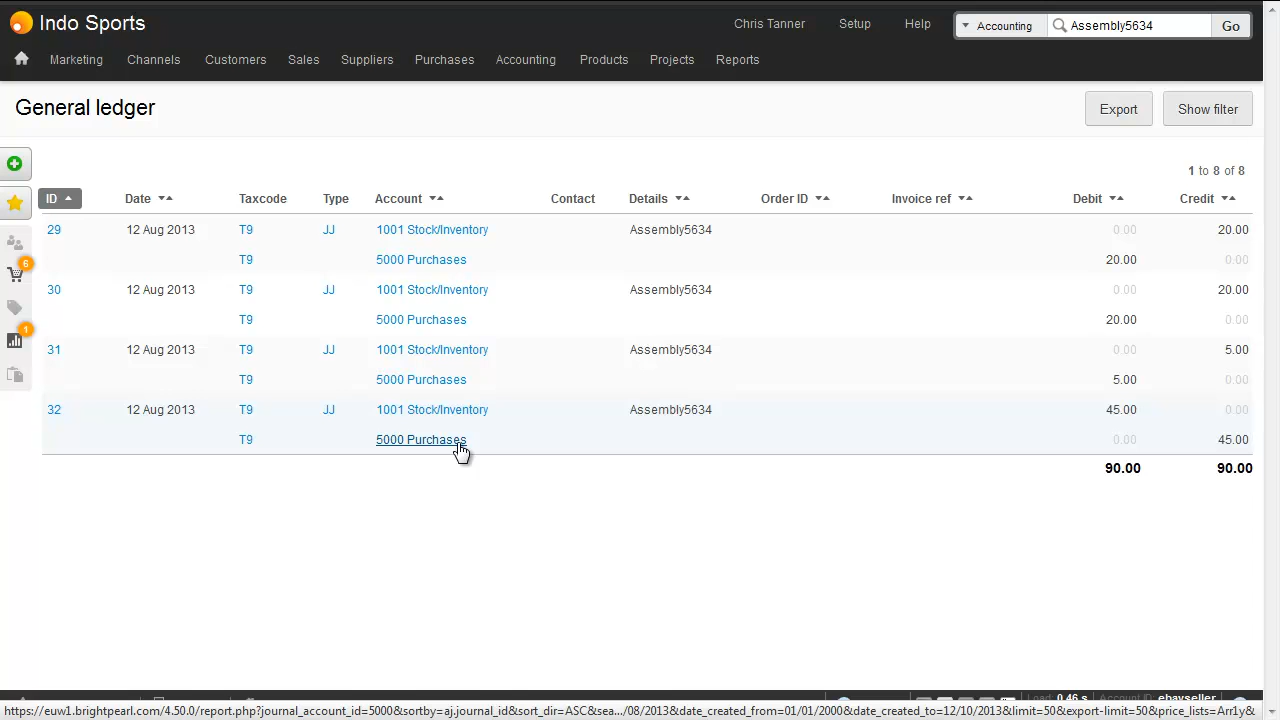 Indo Sports
Chris Tanner Setup Help Accounting Assembly5634 Go
Marketing Channels Customers Sales Suppliers Purchases Accounting Products Projects Reports
General ledger
Export Show filter
1 to 8 of 8
ID Date Taxcode Type Account Contact Details Order ID Invoice ref Debit Credit
29 12 Aug 2013 T9 JJ 1001 Stock/Inventory Assembly5634 0.00 20.00
T9 5000 Purchases 20.00 0.00
6
30 12 Aug 2013 T9 JJ 1001 Stock/Inventory Assembly5634 0.00 20.00
T9 5000 Purchases 20.00 0.00
1
31 12 Aug 2013 T9 JJ 1001 Stock/Inventory Assembly5634 0.00 5.00
T9 5000 Purchases 5.00 0.00
32 12 Aug 2013 T9 JJ 1001 Stock/Inventory Assembly5634 45.00 0.00
T9 5000 Purchases 0.00 45.00
90.00 90.00
Load 0.46 s Account ID ebayseller
https://euw1.brightpearl.com/4.50.0/report.php?journal_account_id=5000&sortby=aj.journal_id&sort_dir=ASC&sea.../08/2013&date_created_from=01/01/2000&date_created_to=12/10/2013&limit=50&export-limit=50&price_lists=Arr1y&